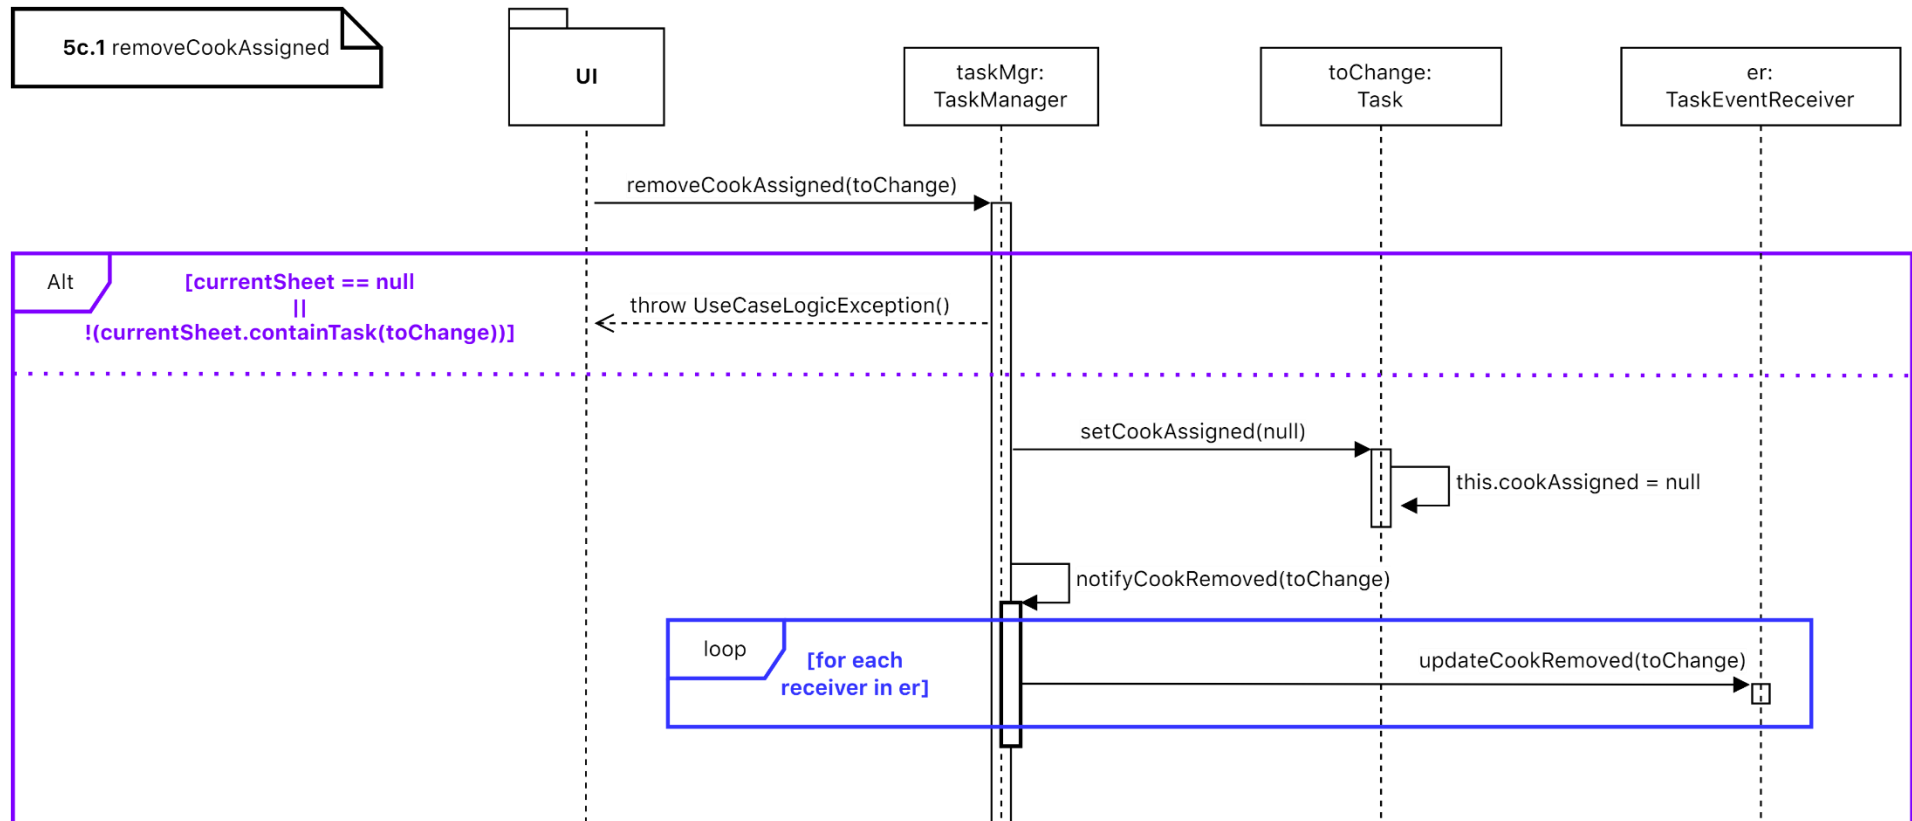 5c.1 removeCookAssigned
UI
taskMgr:
TaskManager
toChange:
Task
er:
TaskEventReceiver
removeCookAssigned(toChange)
Alt
[currentSheet == null
||
!(currentSheet.containTask(toChange))]
throw UseCaseLogicException()
setCookAssigned(null)
this.cookAssigned = null
notifyCookRemoved(toChange)
loop
[for each
receiver in er]
updateCookRemoved(toChange)